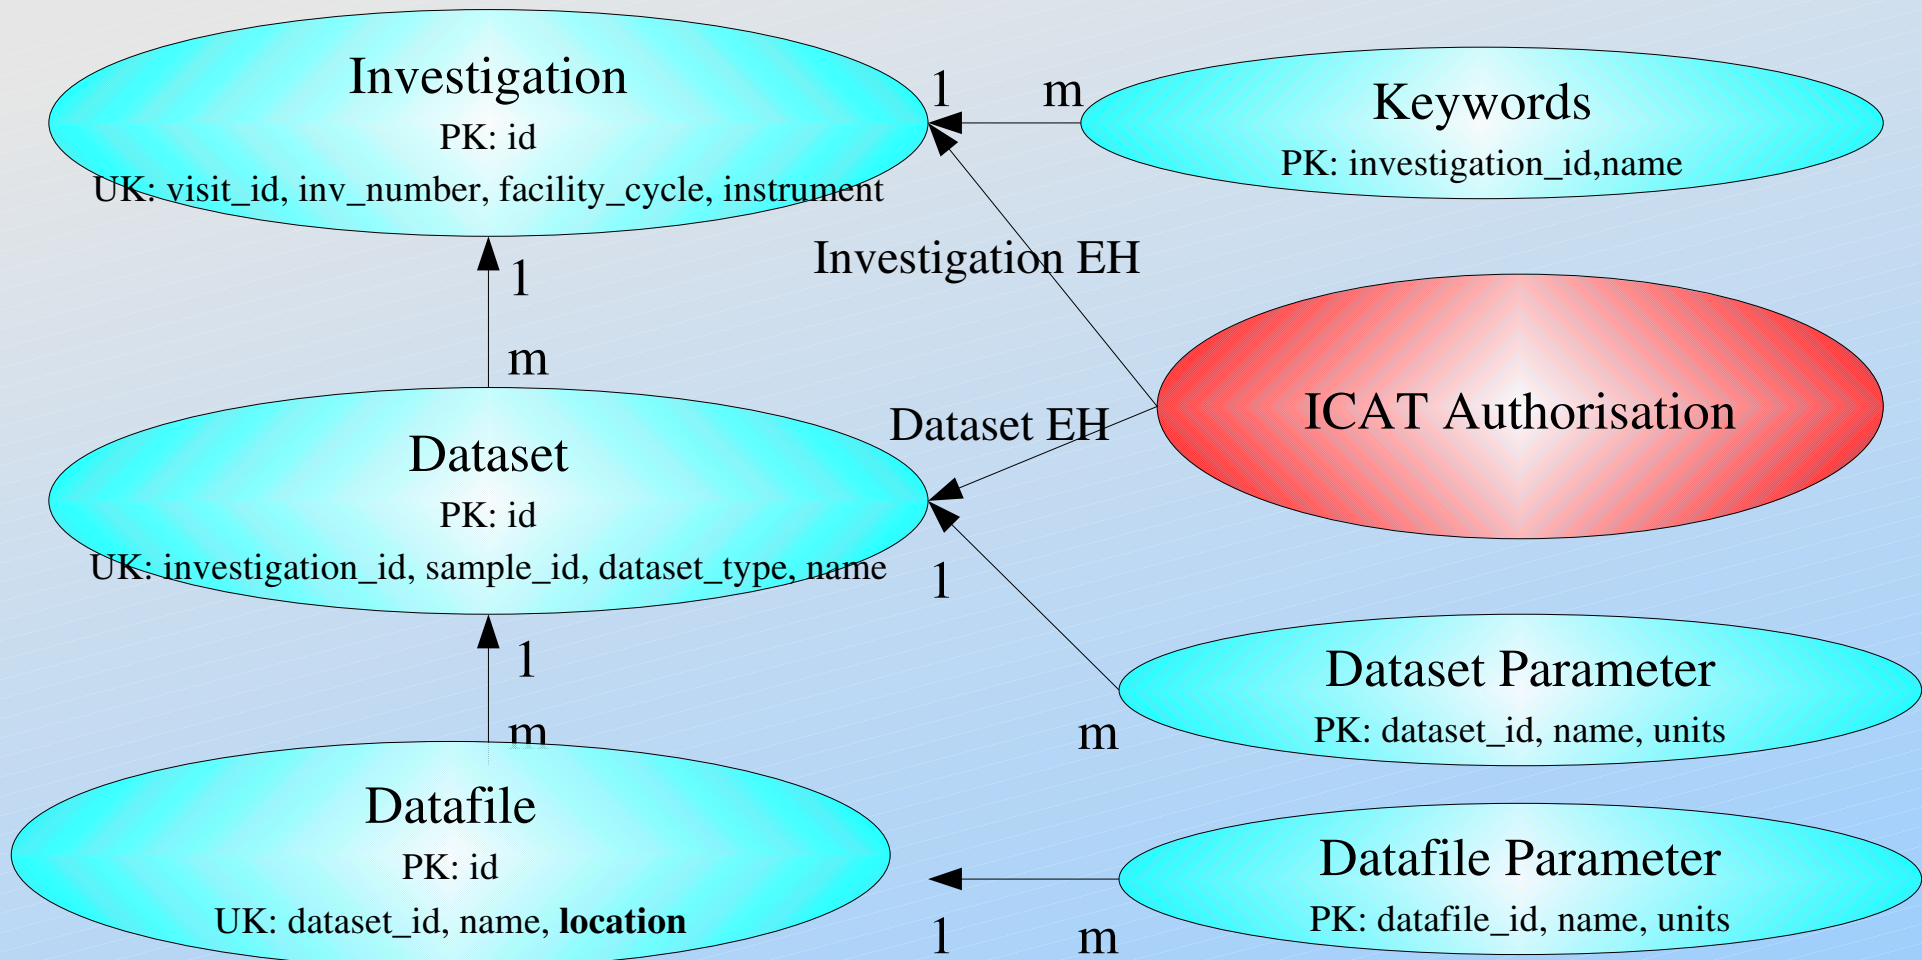 Investigation
PK: id
UK: visit_id, inv_number, facility_cycle, instrument
1
m
Keywords
PK: investigation_id,name
Investigation EH
1
m
ICAT Authorisation
Dataset EH
Dataset
PK: id
UK: investigation_id, sample_id, dataset_type, name
1
m
1
m
Dataset Parameter
PK: dataset_id, name, units
Datafile
PK: id
UK: dataset_id, name, location
1
m
Datafile Parameter
PK: datafile_id, name, units